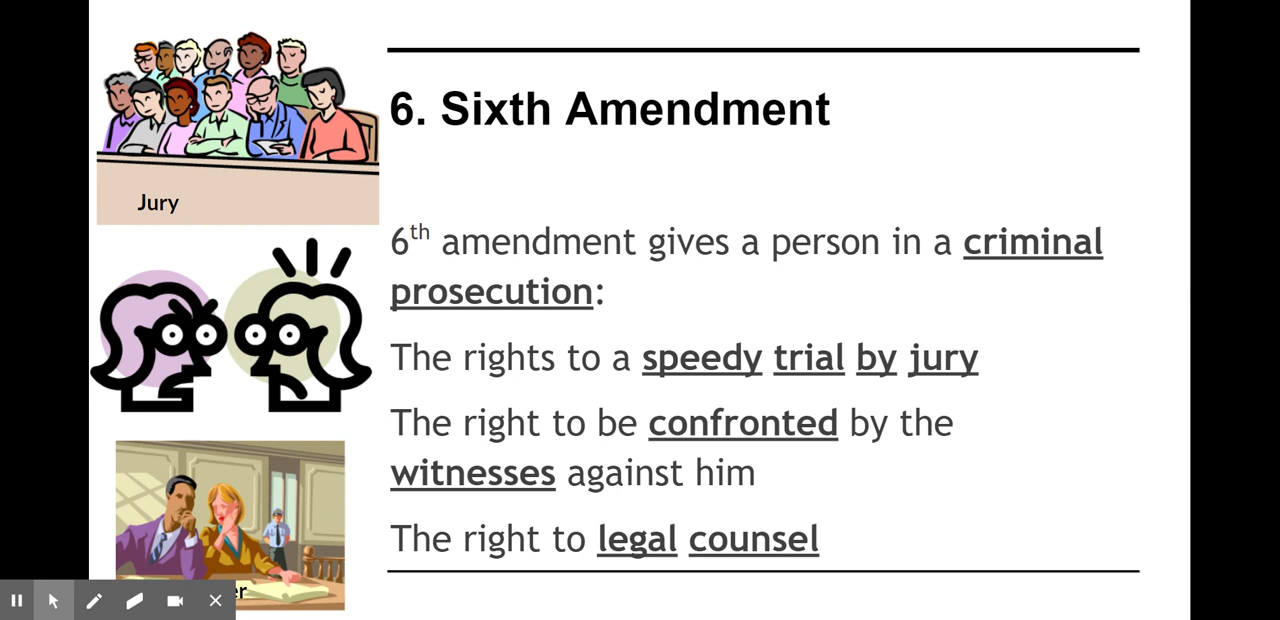 Jury
6. Sixth Amendment
6th amendment gives a person in a criminal
prosecution:
The rights to a speedy trial by jury
The right to be confronted by the
witnesses against him
The right to legal counsel